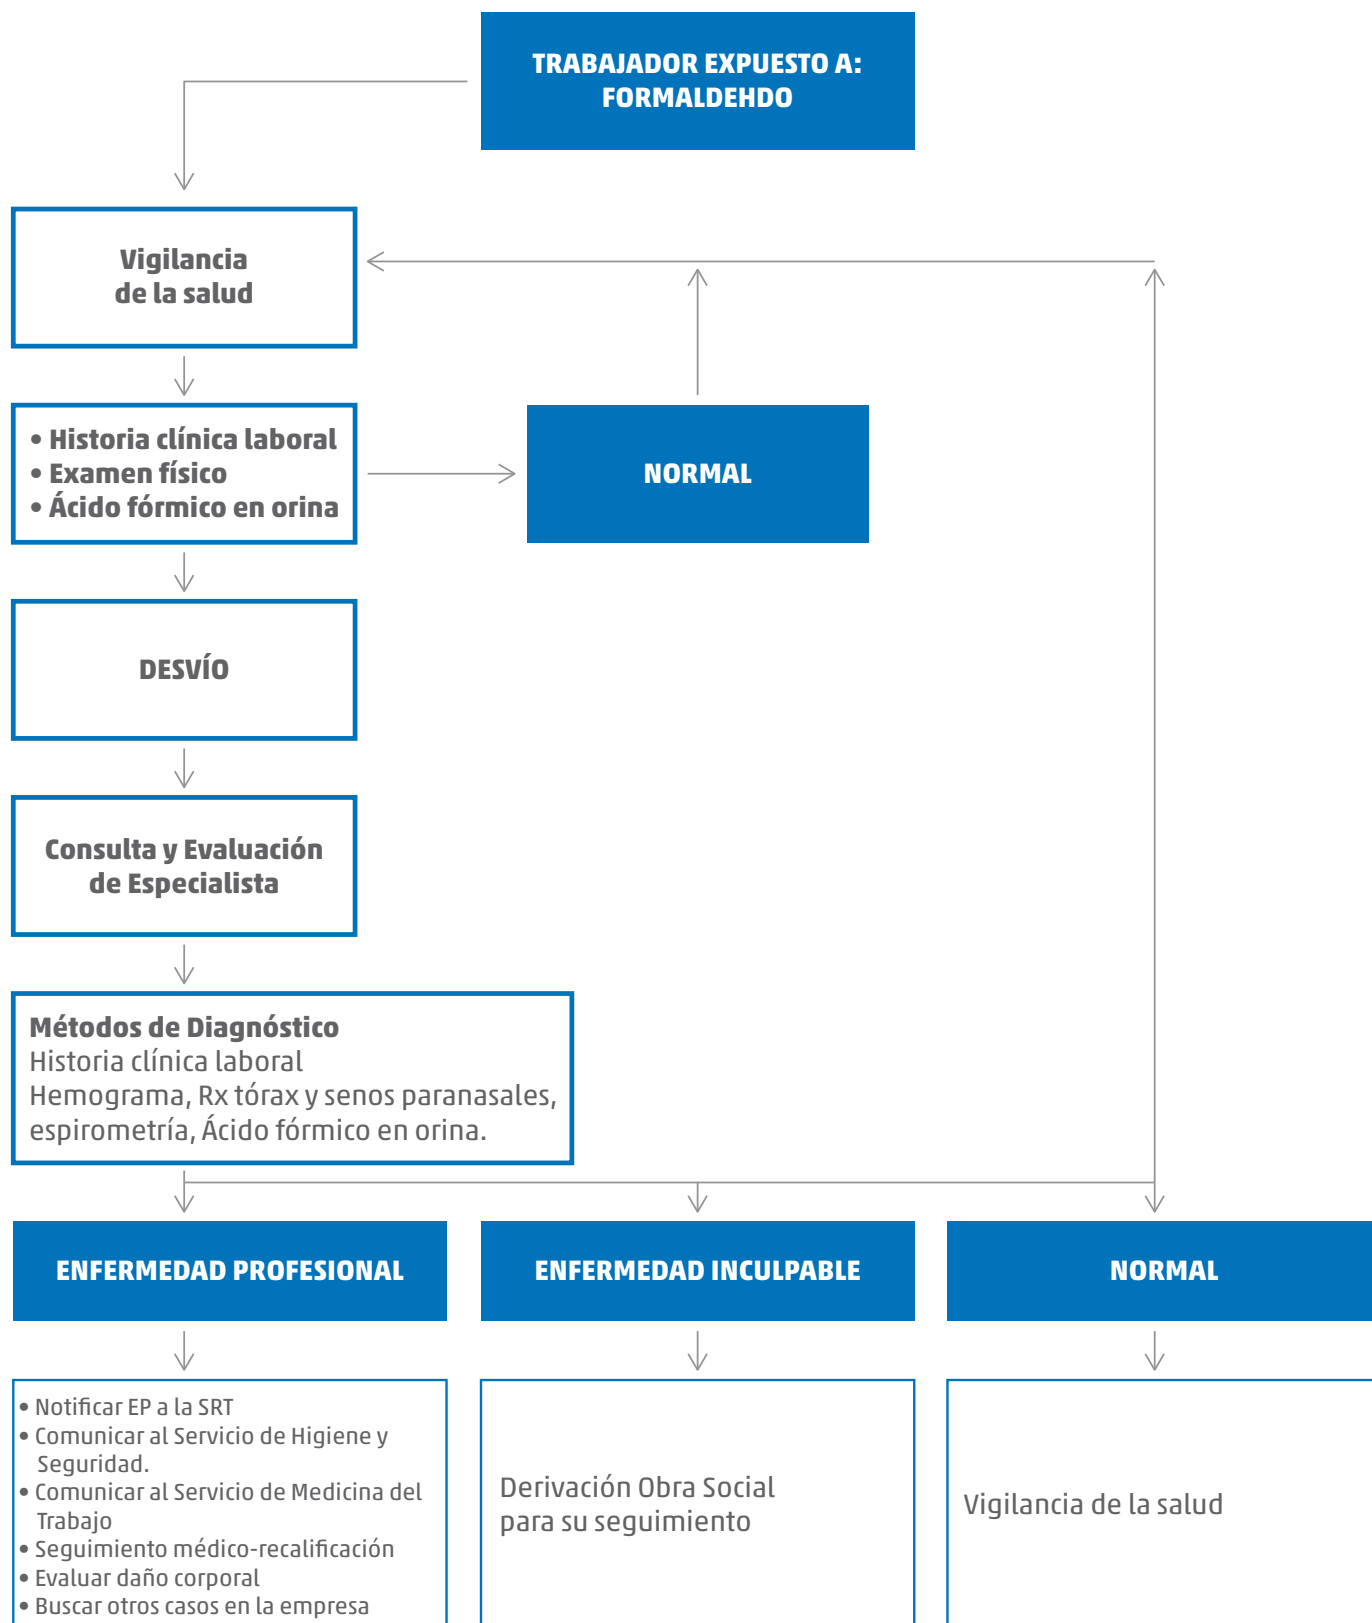 TRABAJADOR EXPUESTO A:
FORMALDEHDO
Vigilancia
de la salud
• Historia clínica laboral
• Examen físico
• Ácido fórmico en orina
NORMAL
DESVÍO
Consulta y Evaluación
de Especialista
Métodos de Diagnóstico
Historia clínica laboral
Hemograma, Rx tórax y senos paranasales,
espirometría, Ácido fórmico en orina.
ENFERMEDAD PROFESIONAL
ENFERMEDAD INCULPABLE
NORMAL
• Notificar EP a la SRT
• Comunicar al Servicio de Higiene y
Seguridad.
• Comunicar al Servicio de Medicina del
Trabajo
• Seguimiento médico-recalificación
• Evaluar daño corporal
• Buscar otros casos en la empresa
Derivación Obra Social
para su seguimiento
Vigilancia de la salud